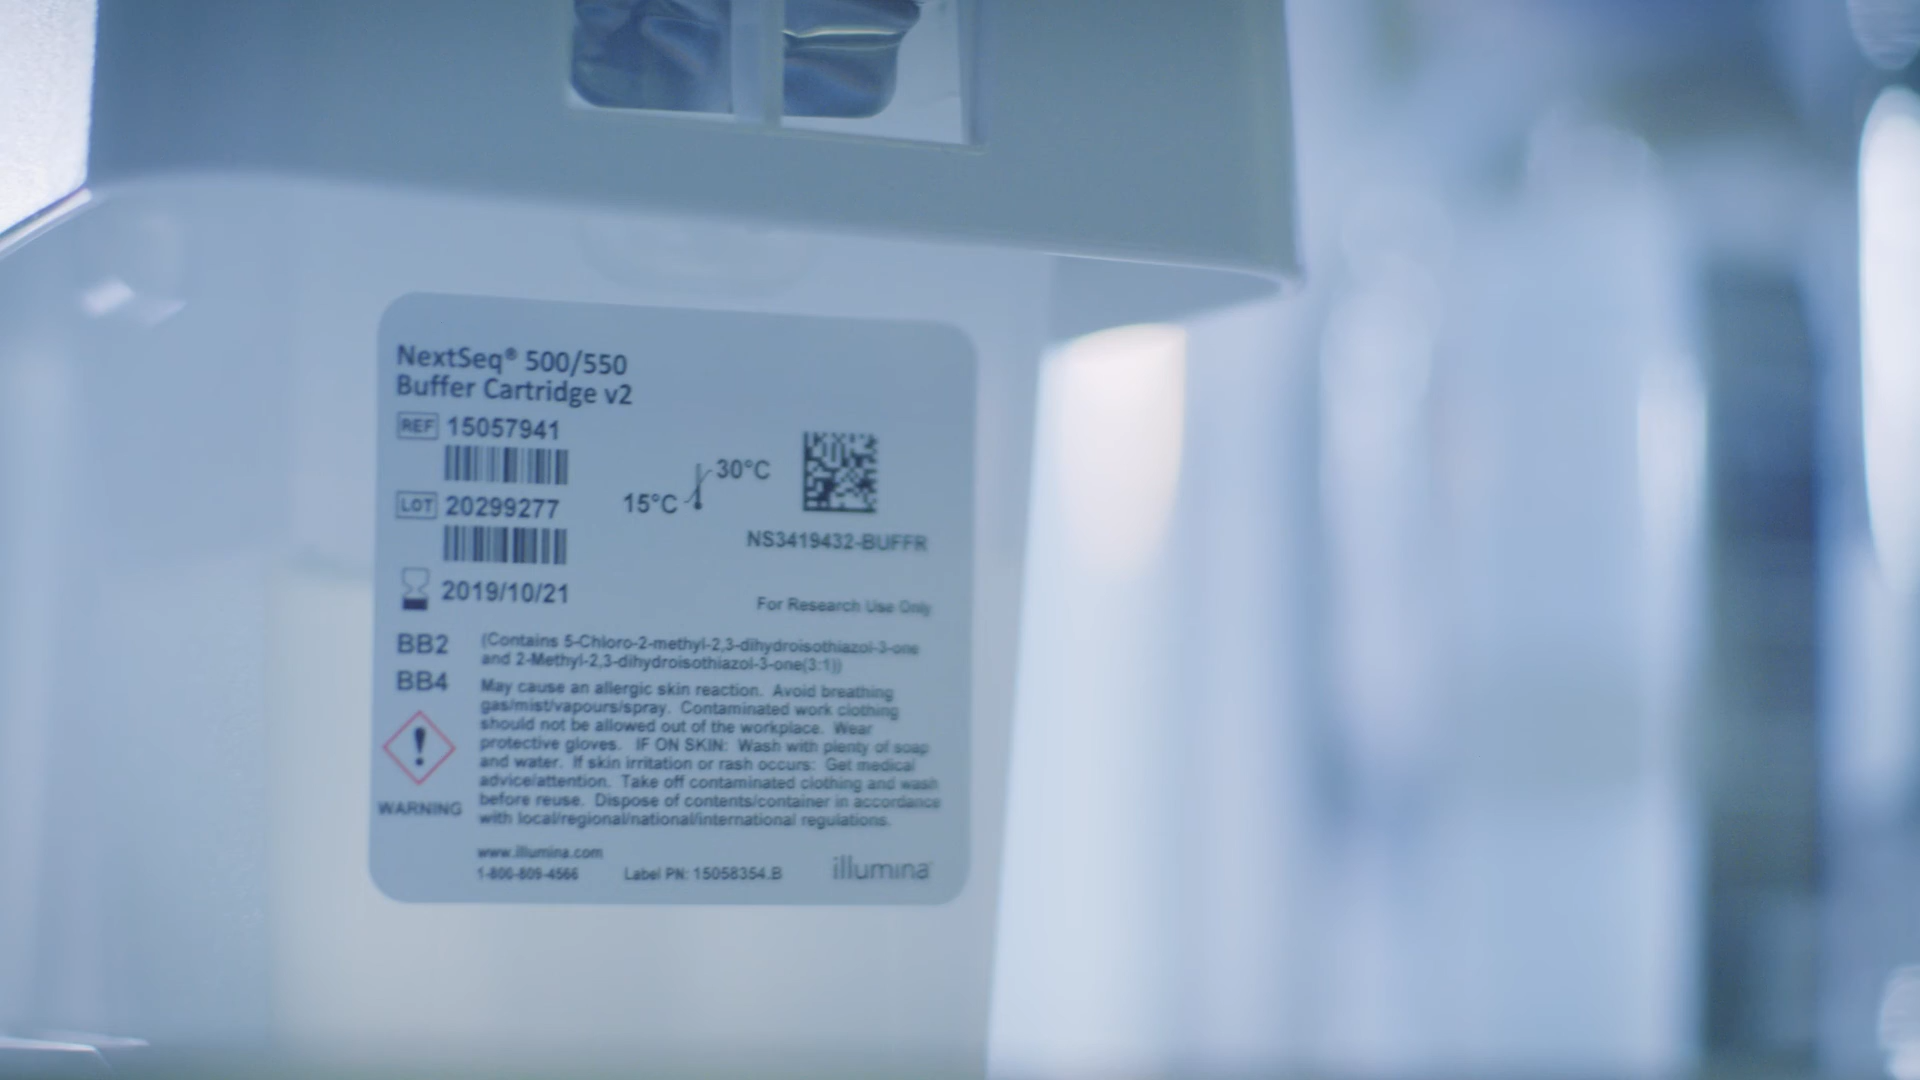 NextSeq® 500/550
Buffer Cartridge v2
REF 15057941
LOT 20299277
30°C
15°C
NS3419432-BUFFR
2019/10/21
For Research Use Only
BB2
BB4
(Contains 5-Chloro-2-methyl-2,3-dihydroisothiazol-3-one
and 2-Methyl-2,3-dihydroisothiazol-3-one(3:1))
May cause an allergic skin reaction. Avoid breathing
gas/mist/vapours/spray. Contaminated work clothing
should not be allowed out of the workplace. Wear
protective gloves. IF ON SKIN: Wash with plenty of soap
and water. If skin irritation or rash occurs: Get medical
advice/attention. Take off contaminated clothing and wash
before reuse. Dispose of contents/container in accordance
with local/regional/national/international regulations.
WARNING
www.illumina.com
1-800-809-4566
Label PN: 15058354.B
illumina